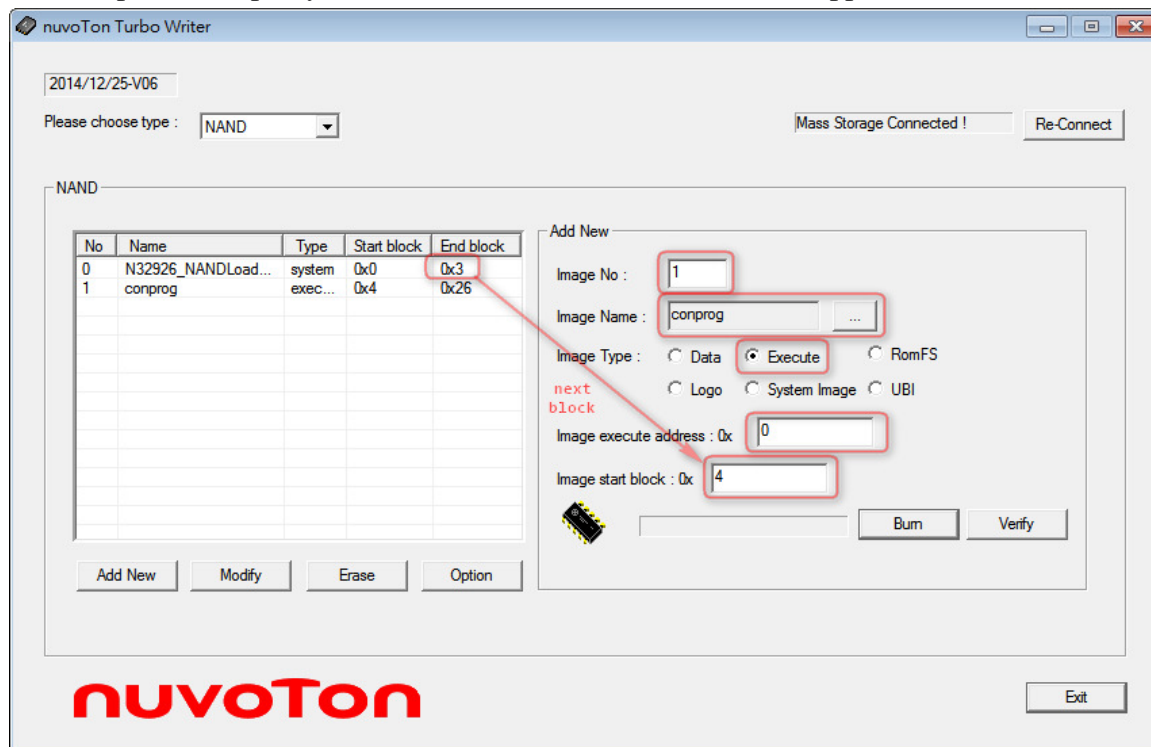 nuvoTon Turbo Writer
2014/12/25-V06
Please choose type :
NAND
Mass Storage Connected !
Re-Connect
NAND
No Name Type Start block End block
0 N32926_NANDLoad... system 0x0 0x3
1 conprog exec... 0x4 0x26
Add New Modify Erase Option
Add New
Image No : 1
Image Name : conprog ...
Image Type : Data Execute RomFS
next Logo System Image UBI
block
Image execute address : 0x 0
Image start block : 0x 4
Burn Verify
nuvoTon
Exit